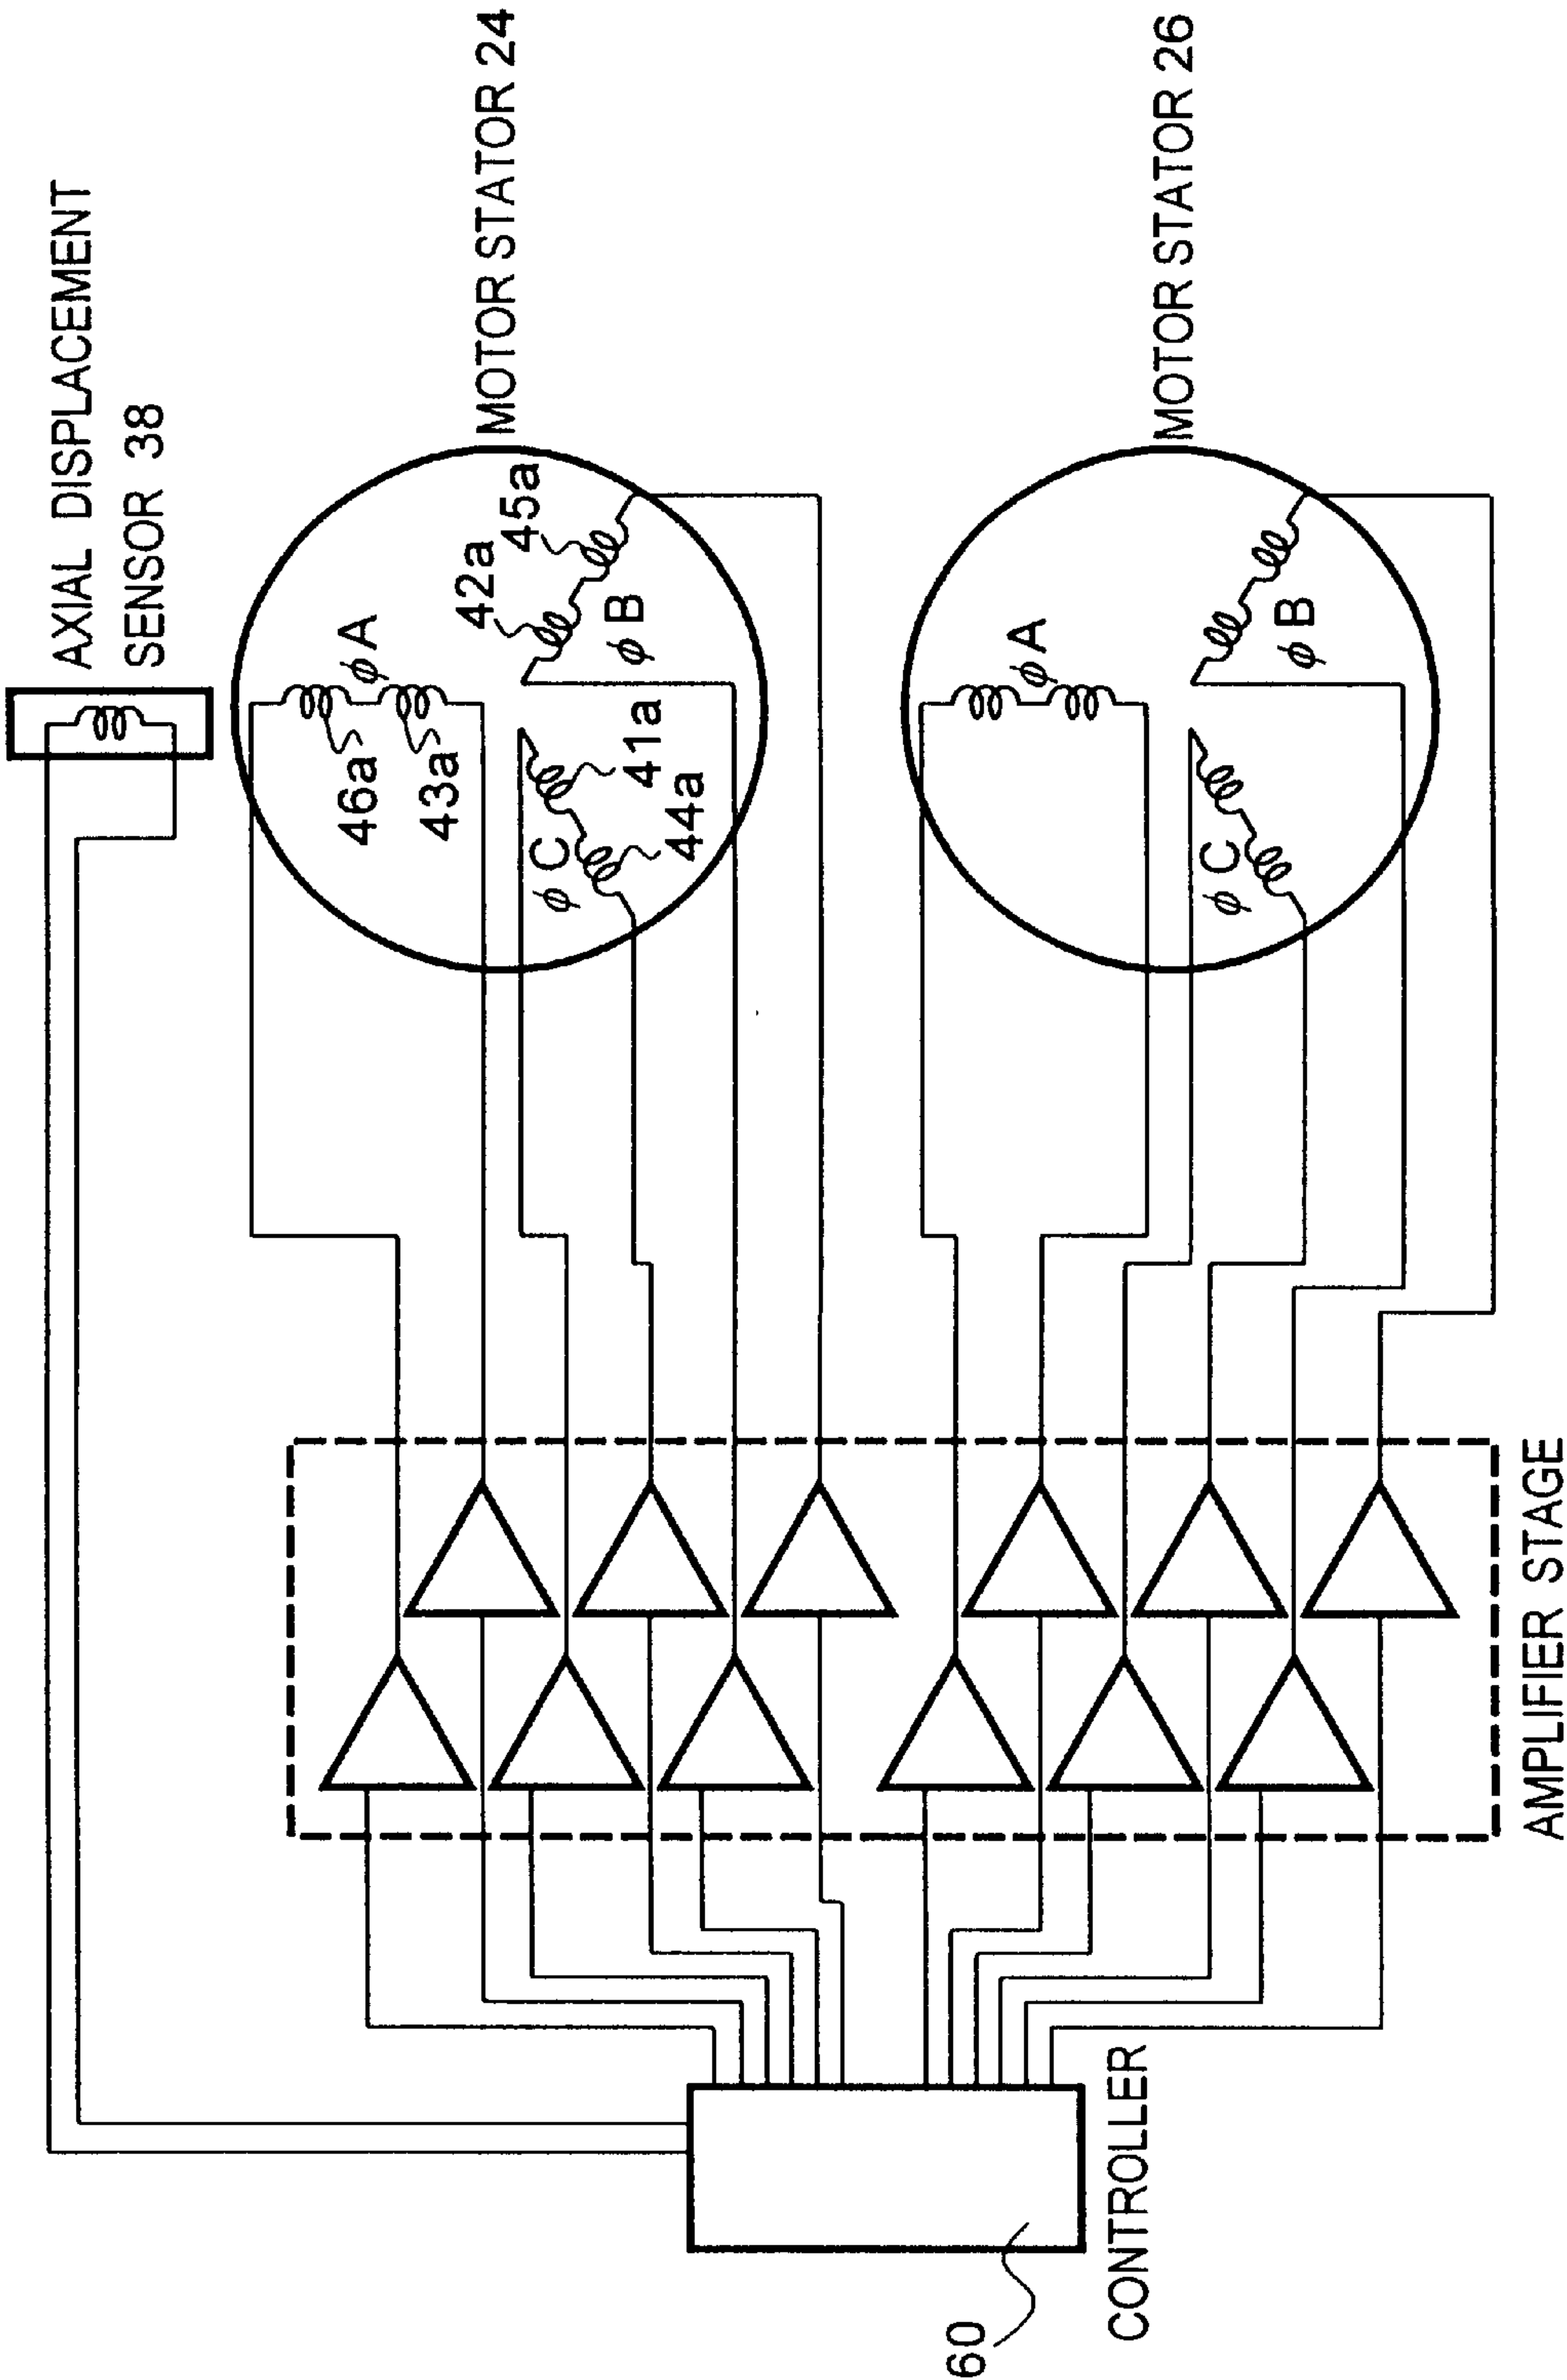 AXIAL DISPLACEMENT
SENSOR 38
MOTOR STATOR 24
46a
43a
ϕA
42a
45a
ϕB
ϕC
41a
44a
MOTOR STATOR 26
ϕA
ϕB
ϕC
AMPLIFIER STAGE
CONTROLLER
60